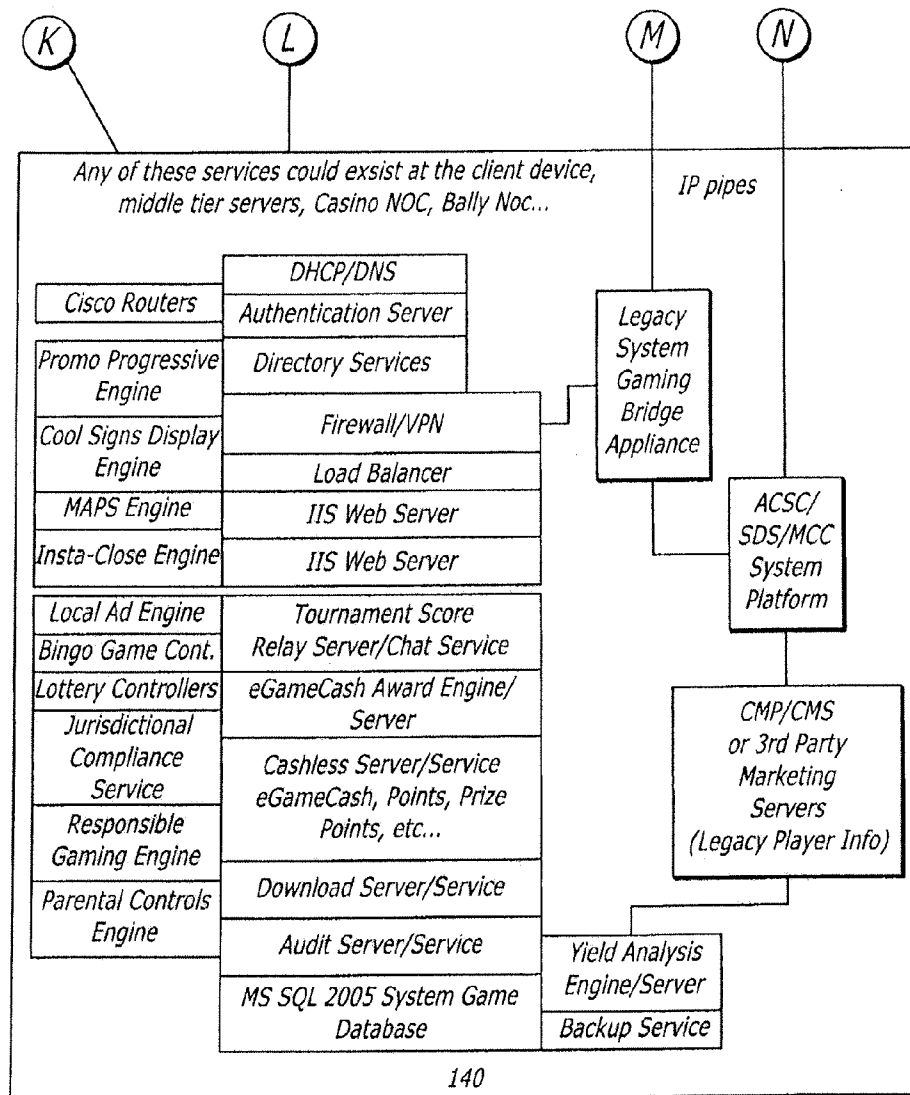 K
L
M
N
Any of these services could exsist at the client device,
middle tier servers, Casino NOC, Bally Noc...
IP pipes
DHCP/DNS
Cisco Routers
Authentication Server
Directory Services
Promo Progressive
Engine
Firewall/VPN
Cool Signs Display
Engine
Load Balancer
MAPS Engine
IIS Web Server
Insta-Close Engine
IIS Web Server
Legacy
System
Gaming
Bridge
Appliance
ACSC/
SDS/MCC
System
Platform
Local Ad Engine
Tournament Score
Relay Server/Chat Service
Bingo Game Cont.
Lottery Controllers
eGameCash Award Engine/
Server
Jurisdictional
Compliance
Service
Cashless Server/Service
eGameCash, Points, Prize
Points, etc...
Responsible
Gaming Engine
Download Server/Service
Parental Controls
Engine
Audit Server/Service
MS SQL 2005 System Game
Database
CMP/CMS
or 3rd Party
Marketing
Servers
(Legacy Player Info)
Yield Analysis
Engine/Server
Backup Service
140